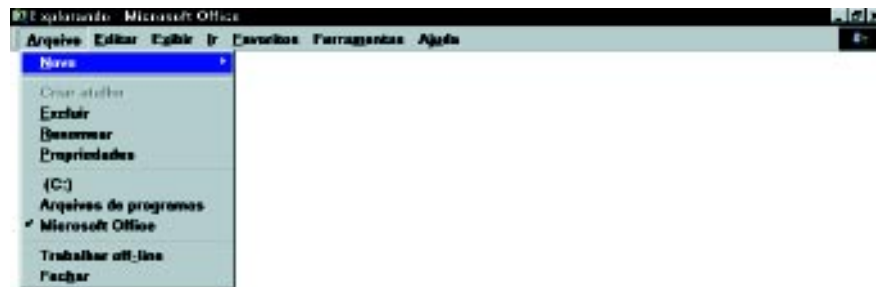 Explorando - Microsoft Office
Arquivo Editar Exibir Ir Favoritos Ferramentas Ajuda
Novo
Criar atalho
Excluir
Renomear
Propriedades
(C:)
Arquivos de programas
Microsoft Office
Trabalhar off-line
Fechar